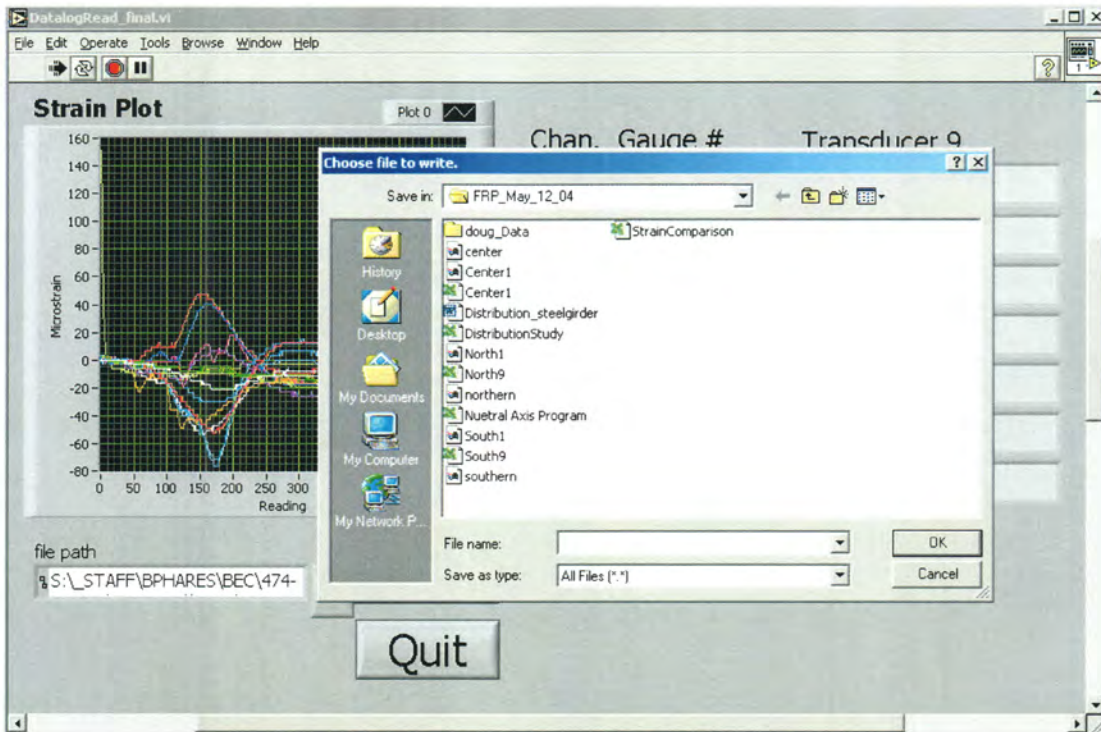 DatalogRead_final.vi
File Edit Operate Tools Browse Window Help
1
Strain Plot
Plot 0
Chan. Gauge # Transducer 9
Microstrain
160
140
120
100
80
60
40
20
0
-20
-40
-60
-80
0 50 100 150 200 250 300
Reading
file path
S:\_STAFF\BPHARES\BEC\474-
Quit
Choose file to write.
Save in: FRP_May_12_04
History
Desktop
My Documents
My Computer
My Network P...
doug_Data
center
Center1
Center1
Distribution_steelgirder
DistributionStudy
North1
North9
northern
Nuetral Axis Program
South1
South9
southern
StrainComparison
File name:
OK
Save as type: All Files (*.*)
Cancel